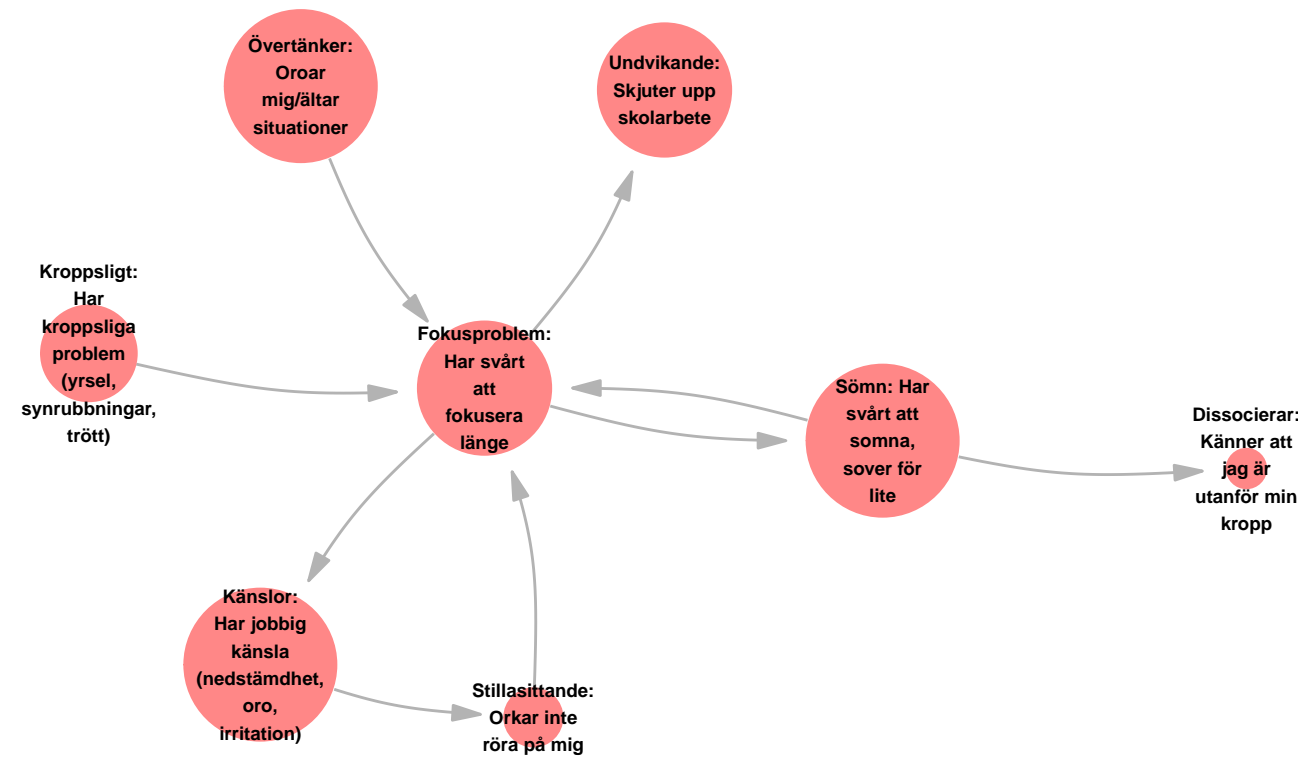 Övertänker:
Oroar
mig/ältar
situationer
Undvikande:
Skjuter upp
skolarbete
Kroppsligt:
Har
kroppsliga
problem
(yrsel,
synrubbningar,
trött)
Fokusproblem:
Har svårt
att
fokusera
länge
Sömn: Har
svårt att
somna,
sover för
lite
Dissocierar:
Känner att
jag är
utanför min
kropp
Känslor:
Har jobbig
känsla
(nedstämdhet,
oro,
irritation)
Stillasittande:
Orkar inte
röra på mig